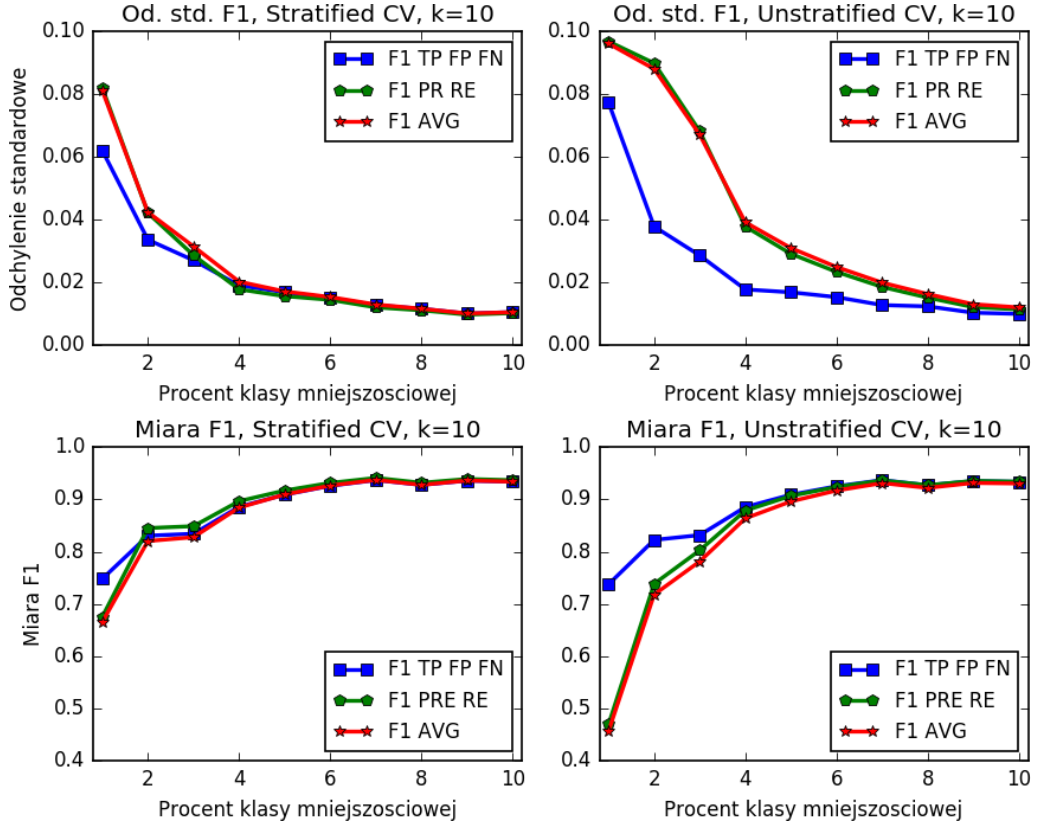 Od. std. F1, Stratified CV, k=10
0.10
0.08
0.06
0.04
0.02
0.00
Odchylenie standardowe
F1 TP FP FN
F1 PR RE
F1 AVG
2 4 6 8 10
Procent klasy mniejszosciowej
Od. std. F1, Unstratified CV, k=10
0.10
0.08
0.06
0.04
0.02
0.00
F1 TP FP FN
F1 PR RE
F1 AVG
2 4 6 8 10
Procent klasy mniejszosciowej
Miara F1, Stratified CV, k=10
1.0
0.9
0.8
0.7
0.6
0.5
0.4
Miara F1
F1 TP FP FN
F1 PRE RE
F1 AVG
2 4 6 8 10
Procent klasy mniejszosciowej
Miara F1, Unstratified CV, k=10
1.0
0.9
0.8
0.7
0.6
0.5
0.4
F1 TP FP FN
F1 PRE RE
F1 AVG
2 4 6 8 10
Procent klasy mniejszosciowej